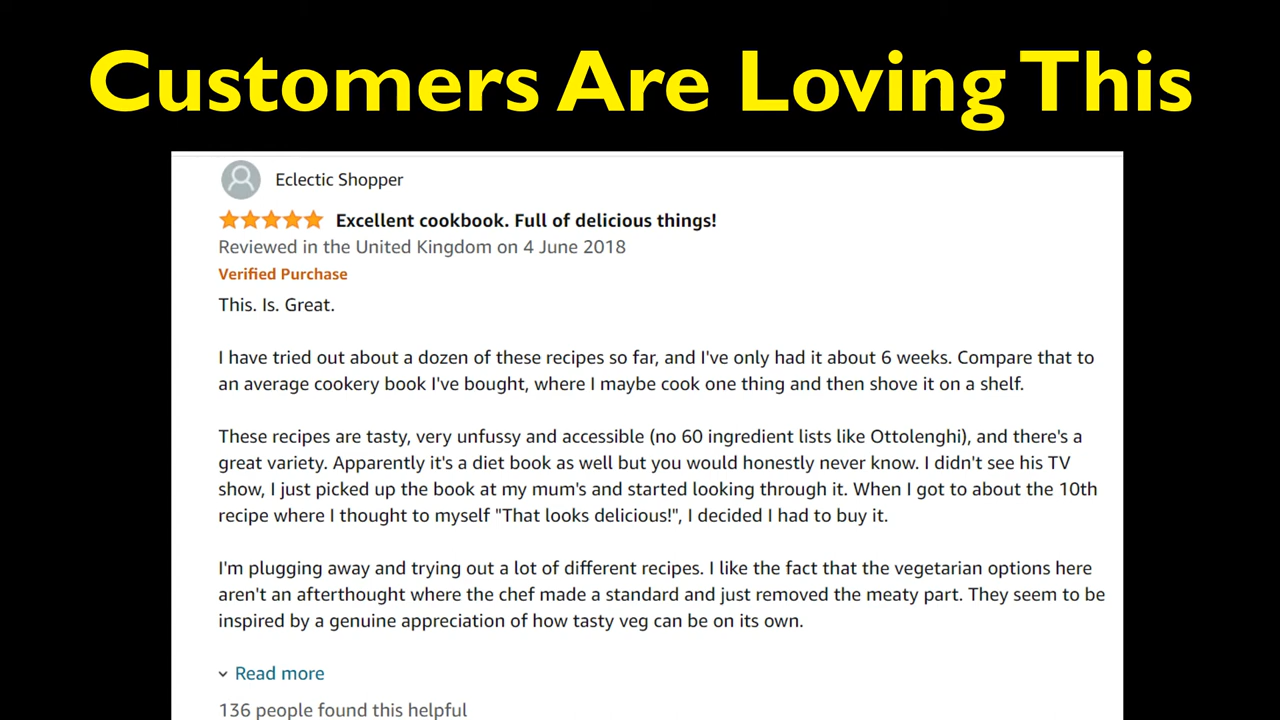 Customers Are Loving This
Eclectic Shopper
Excellent cookbook. Full of delicious things!
Reviewed in the United Kingdom on 4 June 2018
Verified Purchase
This. Is. Great.
I have tried out about a dozen of these recipes so far, and I've only had it about 6 weeks. Compare that to
an average cookery book I've bought, where I maybe cook one thing and then shove it on a shelf.
These recipes are tasty, very unfussy and accessible (no 60 ingredient lists like Ottolenghi), and there's a
great variety. Apparently it's a diet book as well but you would honestly never know. I didn't see his TV
show, I just picked up the book at my mum's and started looking through it. When I got to about the 10th
recipe where I thought to myself "That looks delicious!", I decided I had to buy it.
I'm plugging away and trying out a lot of different recipes. I like the fact that the vegetarian options here
aren't an afterthought where the chef made a standard and just removed the meaty part. They seem to be
inspired by a genuine appreciation of how tasty veg can be on its own.
Read more
136 people found this helpful